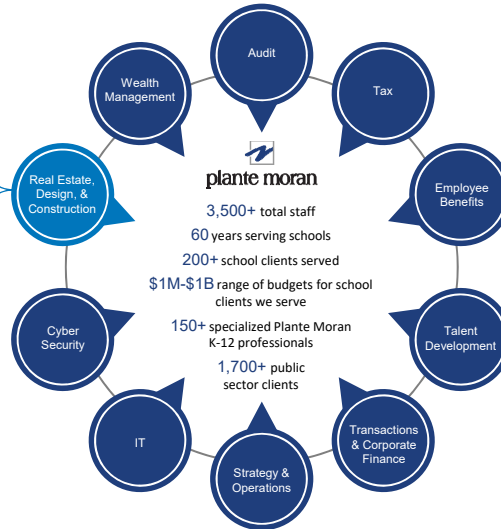 Audit
Tax
Employee
Benefits
Talent
Development
Transactions
& Corporate
Finance
Strategy &
Operations
IT
Cyber
Security
Real Estate,
Design, &
Construction
Wealth
Management
plante moran
3,500+ total staff
60 years serving schools
200+ school clients served
$1M-$1B range of budgets for school
clients we serve
150+ specialized Plante Moran
K-12 professionals
1,700+ public
sector clients